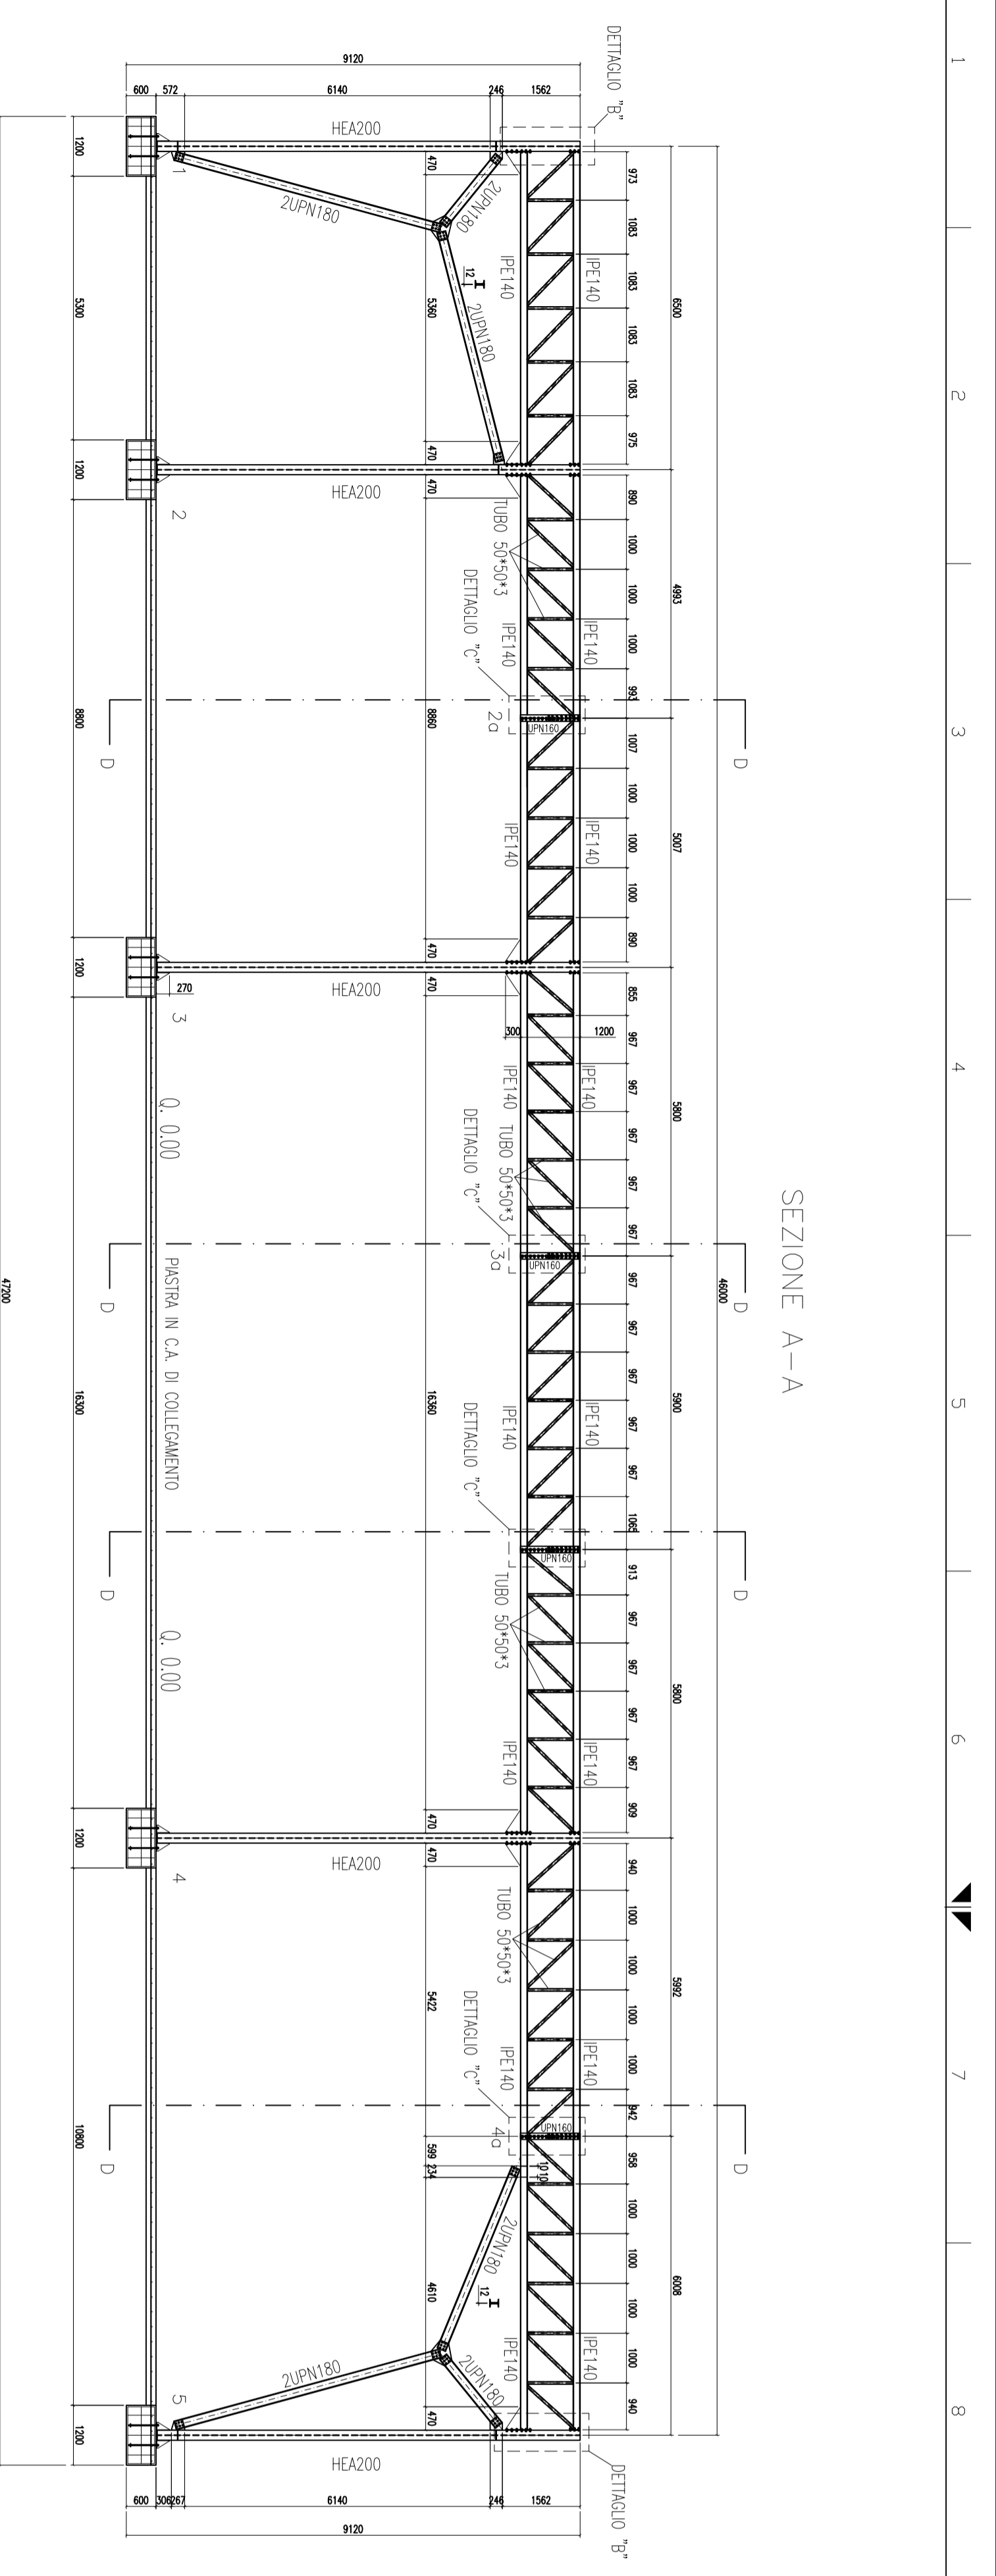 1
2
3
4
5
6
7
8
SEZIONE A-A
46000
6500
4993
5007
5800
5900
5800
5992
6008
973
1083
1083
1083
1083
975
890
1000
1000
1000
993
1007
1000
1000
1000
890
855
967
967
967
967
967
967
967
967
967
967
1065
913
967
967
967
967
909
940
1000
1000
1000
1000
942
958
1000
1000
1000
1000
940
DETTAGLIO "B"
DETTAGLIO "B"
D
D
D
D
IPE140
IPE140
IPE140
IPE140
IPE140
IPE140
IPE140
IPE140
1200
300
UPN160
UPN160
UPN160
UPN160
1010
IPE140
IPE140
IPE140
IPE140
IPE140
IPE140
IPE140
IPE140
TUBO 50*50*3
TUBO 50*50*3
TUBO 50*50*3
TUBO 50*50*3
2a
3a
4a
DETTAGLIO "C"
DETTAGLIO "C"
DETTAGLIO "C"
DETTAGLIO "C"
2UPN180
2UPN180
2UPN180
12
2UPN180
2UPN180
2UPN180
12
470
5360
470
470
8860
470
470
16360
470
470
5422
599
234
4610
470
HEA200
HEA200
HEA200
HEA200
HEA200
1
2
3
4
5
270
Q. 0.00
PIASTRA IN C.A. DI COLLEGAMENTO
Q. 0.00
D
D
D
D
1200
5300
1200
8800
1200
16300
1200
10800
1200
47200
9120
600
572
6140
246
1562
600
306
267
6140
246
1562
9120